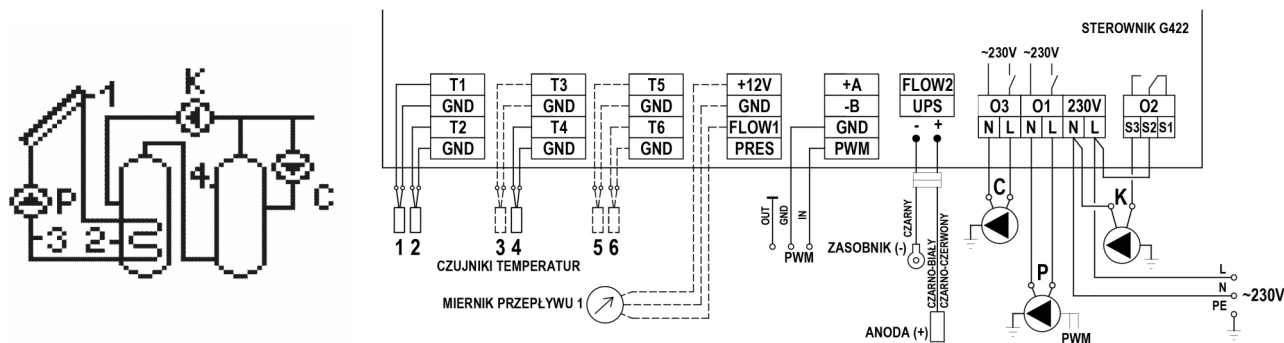 K
1
4
P
C
3
2
STEROWNIK G422
~230V ~230V
T1 T3 T5 +12V +A FLOW2
GND GND GND GND -B UPS
T2 T4 T6 FLOW1 GND - +
GND GND GND PRES PWM
O3 O1 230V O2
N L N L N L S3 S2 S1
C
K
P
CZARNY
CZARNO-BIAŁY
CZARNO-CZERWONY
OUT
GND
IN
PWM
1 2 3 4 5 6
CZUJNIKI TEMPERATUR
ZASOBNIK (-)
MIERNIK PRZEPŁYWU 1
ANODA (+)
PWM
L
N
PE
~230V